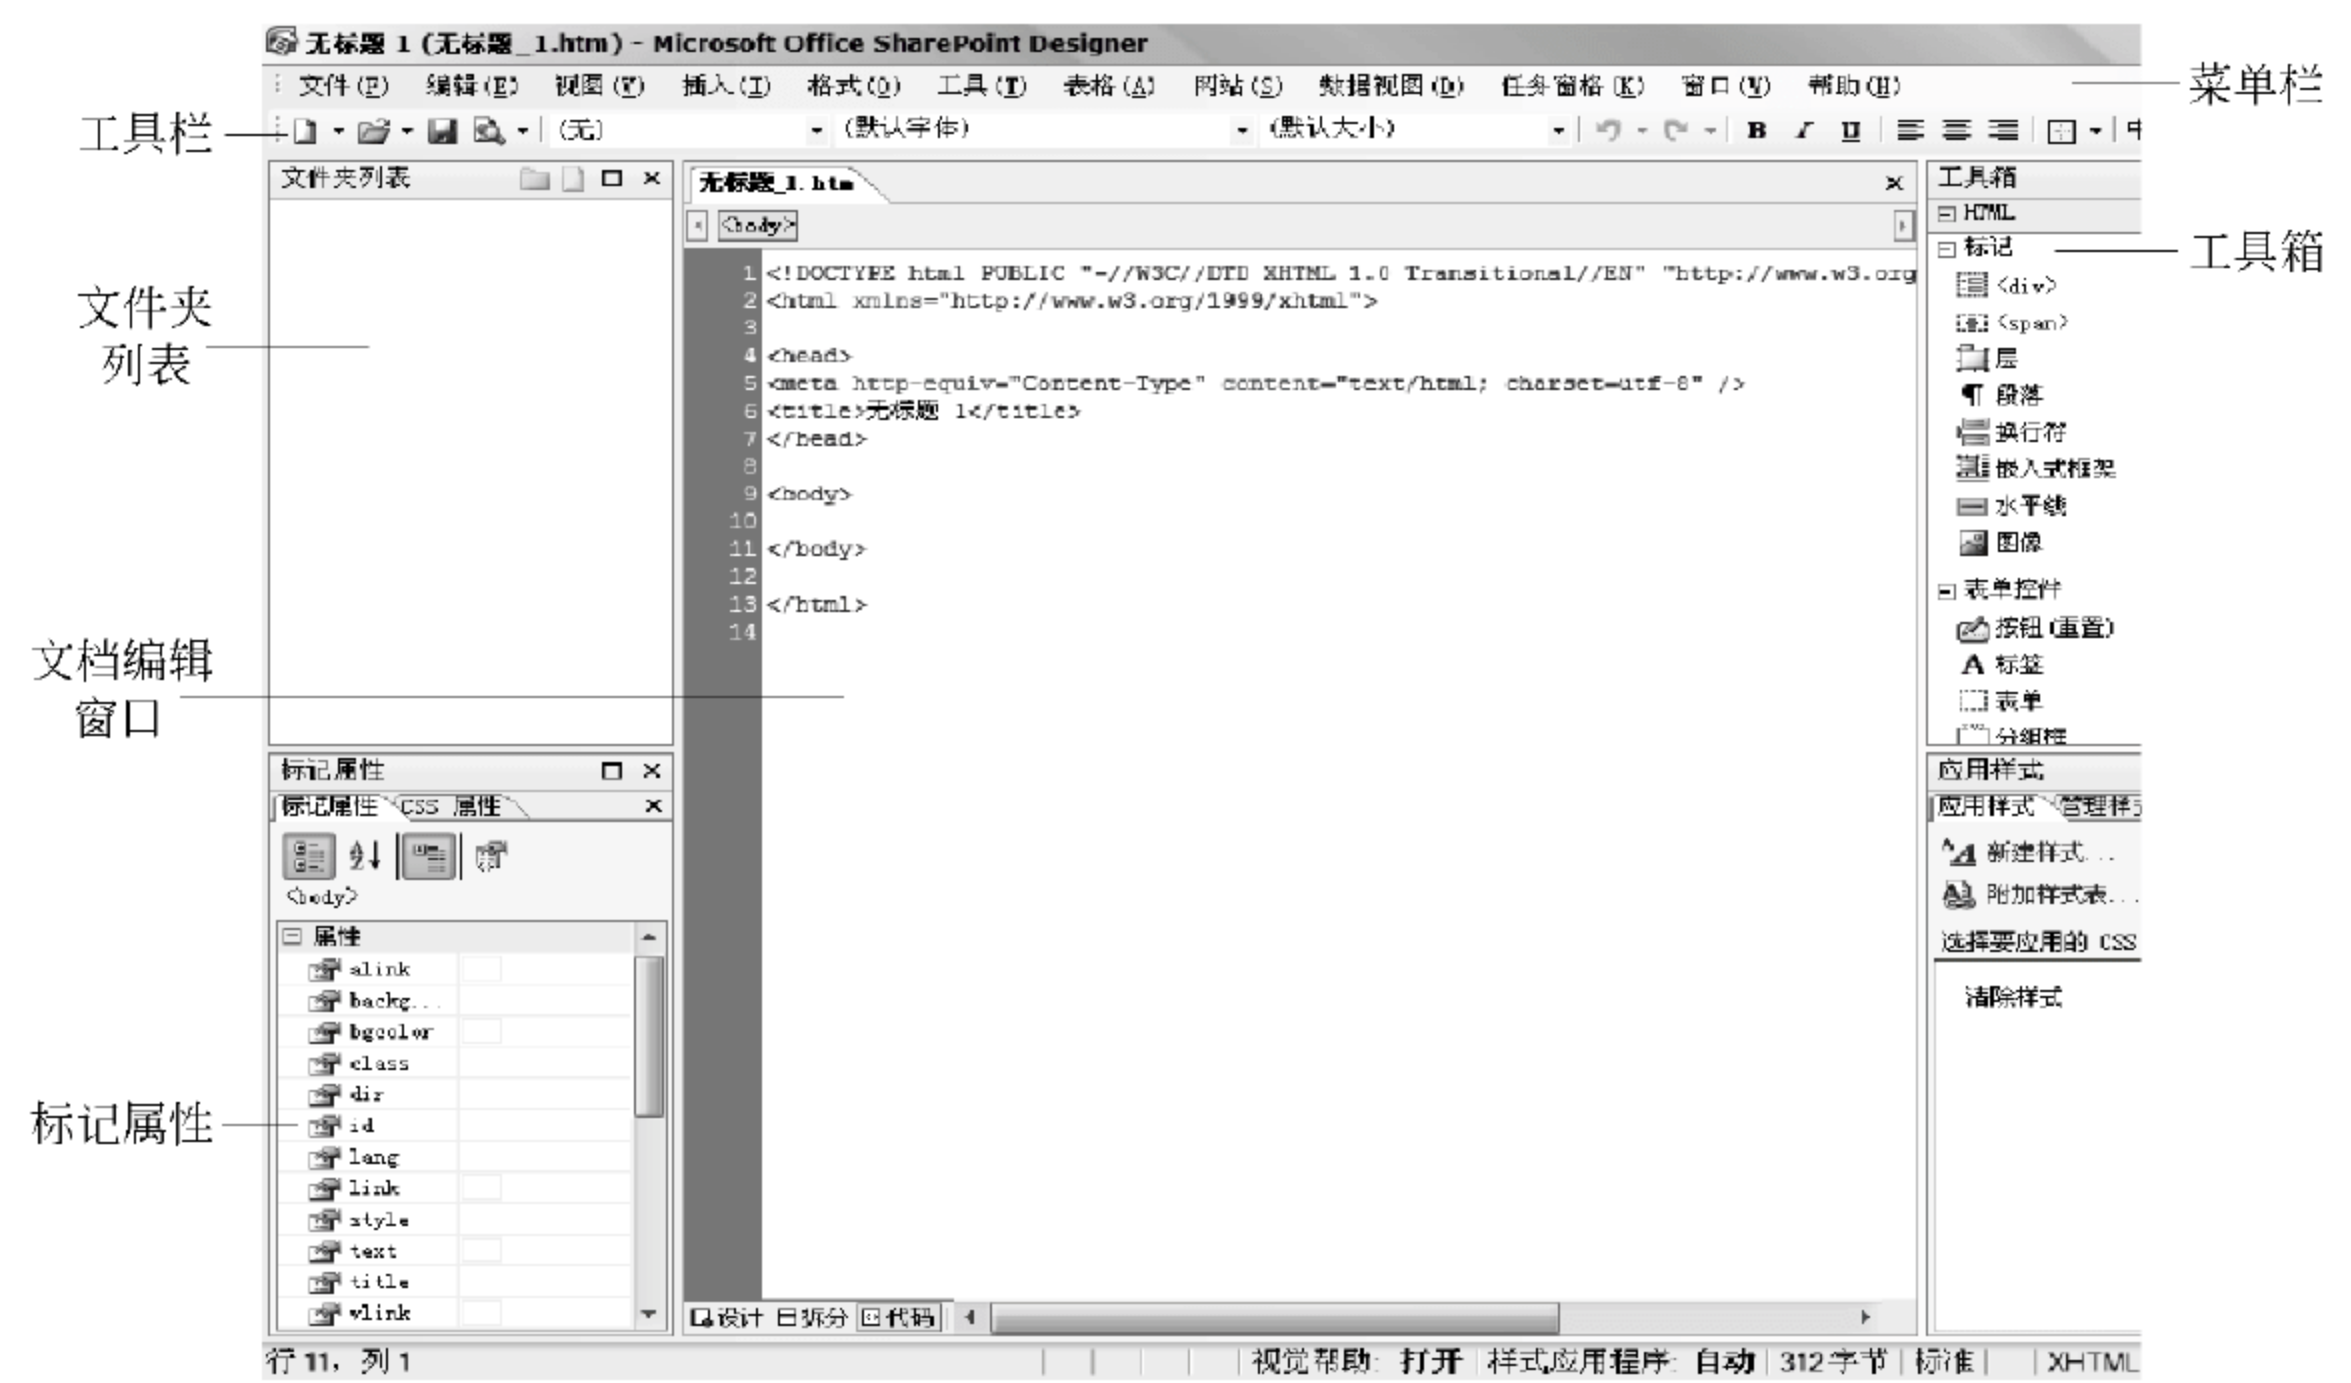 无标题 1 (无标题_1.htm) - Microsoft Office SharePoint Designer
文件(F) 编辑(E) 视图(V) 插入(I) 格式(O) 工具(T) 表格(A) 网站(S) 数据视图(D) 任务窗格(K) 窗口(W) 帮助(H)
菜单栏
工具栏
(无) (默认字体) (默认大小) B I U
文件夹列表
无标题_1.htm
<body>
工具箱
HTML
标记
工具箱
<div>
<span>
层
段落
换行符
嵌入式框架
水平线
图像
表单控件
按钮(重置)
标签
表单
分组框
文件夹
列表
1 <!DOCTYPE html PUBLIC "-//W3C//DTD XHTML 1.0 Transitional//EN" "http://www.w3.org
2 <html xmlns="http://www.w3.org/1999/xhtml">
3
4 <head>
5 <meta http-equiv="Content-Type" content="text/html; charset=utf-8" />
6 <title>无标题 1</title>
7 </head>
8
9 <body>
10
11 </body>
12
13 </html>
14
文档编辑
窗口
标记属性
标记属性 CSS 属性
<body>
属性
alink
backg...
bgcolor
class
dir
id
lang
link
style
text
title
vlink
标记属性
应用样式
应用样式 管理样式
新建样式...
附加样式表...
选择要应用的 CSS
清除样式
设计 拆分 代码
行 11, 列 1
视觉帮助: 打开 样式应用程序: 自动 312 字节 标准 XHTML